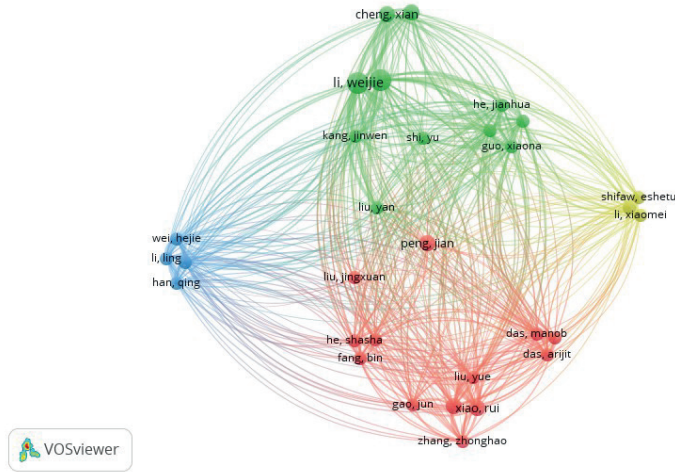 cheng, xian
li, weijie
he, jianhua
kang, jinwen
shi, yu
guo, xiaona
shifaw, eshetu
liu, yan
li, xiaomei
wei, hejie
peng, jian
li, ling
liu, jingxuan
han, qing
he, shasha
das, manob
fang, bin
das, arijit
liu, yue
gao, jun
xiao, rui
zhang, zhonghao
VOSviewer